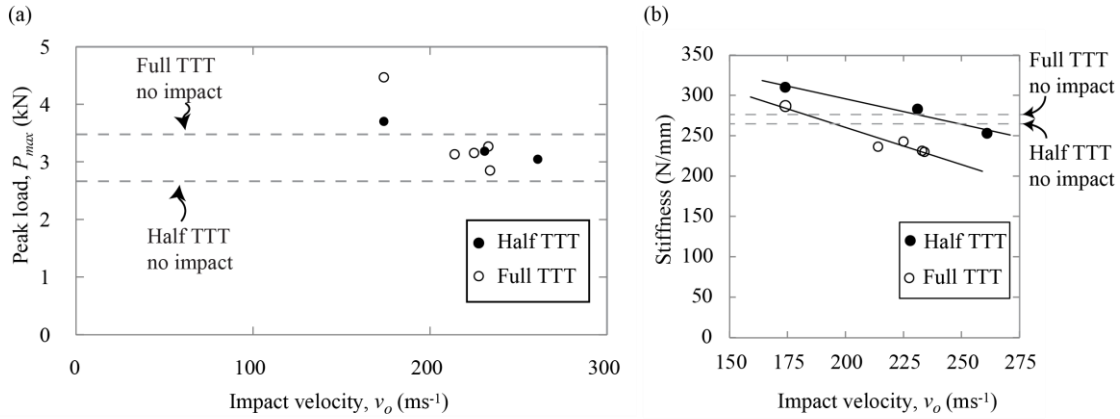 (a)
Peak load, P_max (kN)
5
4
3
2
1
0
Full TTT
no impact
Half TTT
no impact
Half TTT
Full TTT
0
100
200
300
Impact velocity, v_o (ms⁻¹)
(b)
Stiffness (N/mm)
350
300
250
200
150
100
50
0
Full TTT
no impact
Half TTT
no impact
Half TTT
Full TTT
150
175
200
225
250
275
Impact velocity, v_o (ms⁻¹)